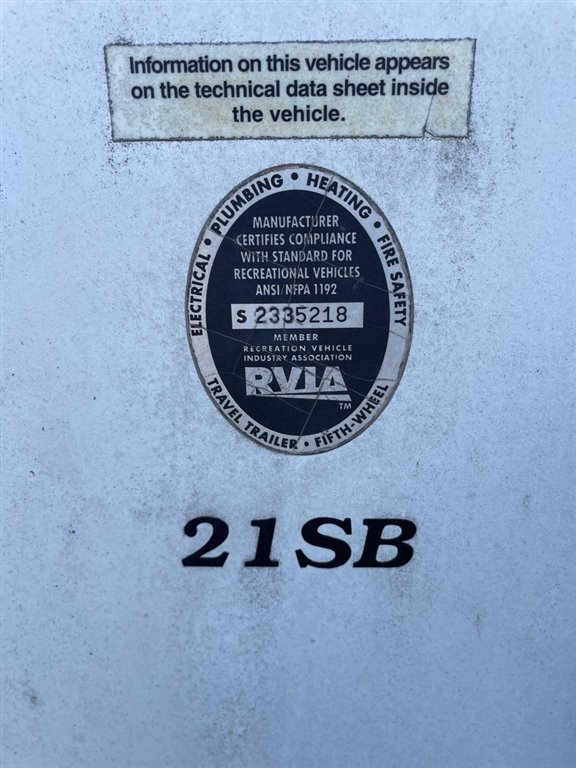 Information on this vehicle appears
on the technical data sheet inside
the vehicle.
ELECTRICAL • PLUMBING • HEATING • FIRE SAFETY
MANUFACTURER
CERTIFIES COMPLIANCE
WITH STANDARD FOR
RECREATIONAL VEHICLES
ANSI/NFPA 1192
S 2335218
MEMBER
RECREATION VEHICLE
INDUSTRY ASSOCIATION
RVIA
TM
TRAVEL TRAILER • FIFTH-WHEEL
21SB